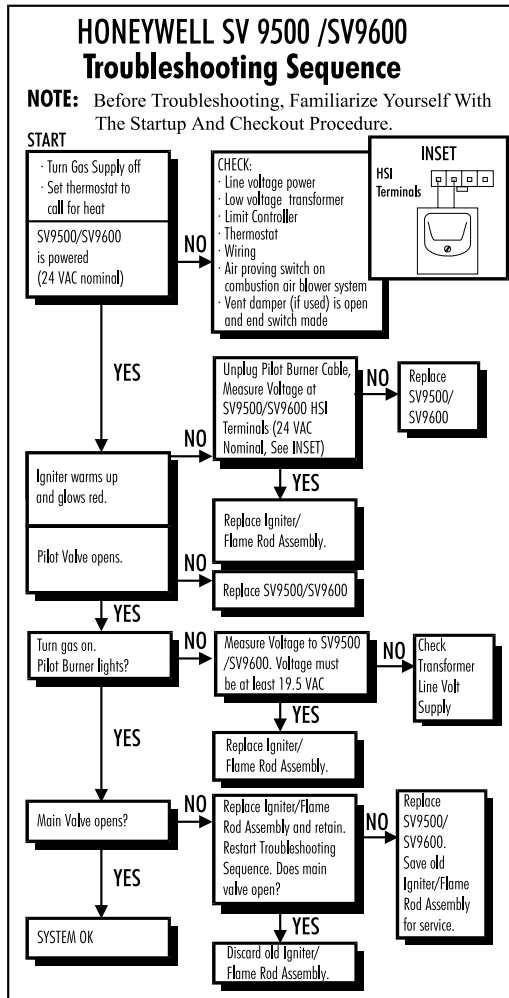 HONEYWELL SV 9500 /SV9600
Troubleshooting Sequence
NOTE: Before Troubleshooting, Familiarize Yourself With
The Startup And Checkout Procedure.
START
· Turn Gas Supply off
· Set thermostat to
call for heat
SV9500/SV9600
is powered
(24 VAC nominal)
NO
CHECK:
· Line voltage power
· Low voltage transformer
· Limit Controller
· Thermostat
· Wiring
· Air proving switch on
combustion air blower system
· Vent damper (if used) is open
and end switch made
INSET
HSI
Terminals
YES
Igniter warms up
and glows red.
NO
Unplug Pilot Burner Cable,
Measure Voltage at
SV9500/SV9600 HSI
Terminals (24 VAC
Nominal, See INSET)
NO
Replace
SV9500/
SV9600
YES
Replace Igniter/
Flame Rod Assembly.
Pilot Valve opens.
NO
Replace SV9500/SV9600
YES
Turn gas on.
Pilot Burner lights?
NO
Measure Voltage to SV9500
/SV9600. Voltage must
be at least 19.5 VAC
NO
Check
Transformer
Line Volt
Supply
YES
Replace Igniter/
Flame Rod Assembly.
YES
Main Valve opens?
NO
Replace Igniter/Flame
Rod Assembly and retain.
Restart Troubleshooting
Sequence. Does main
valve open?
NO
Replace
SV9500/
SV9600.
Save old
Igniter/Flame
Rod Assembly
for service.
YES
Discard old Igniter/
Flame Rod Assembly.
YES
SYSTEM OK